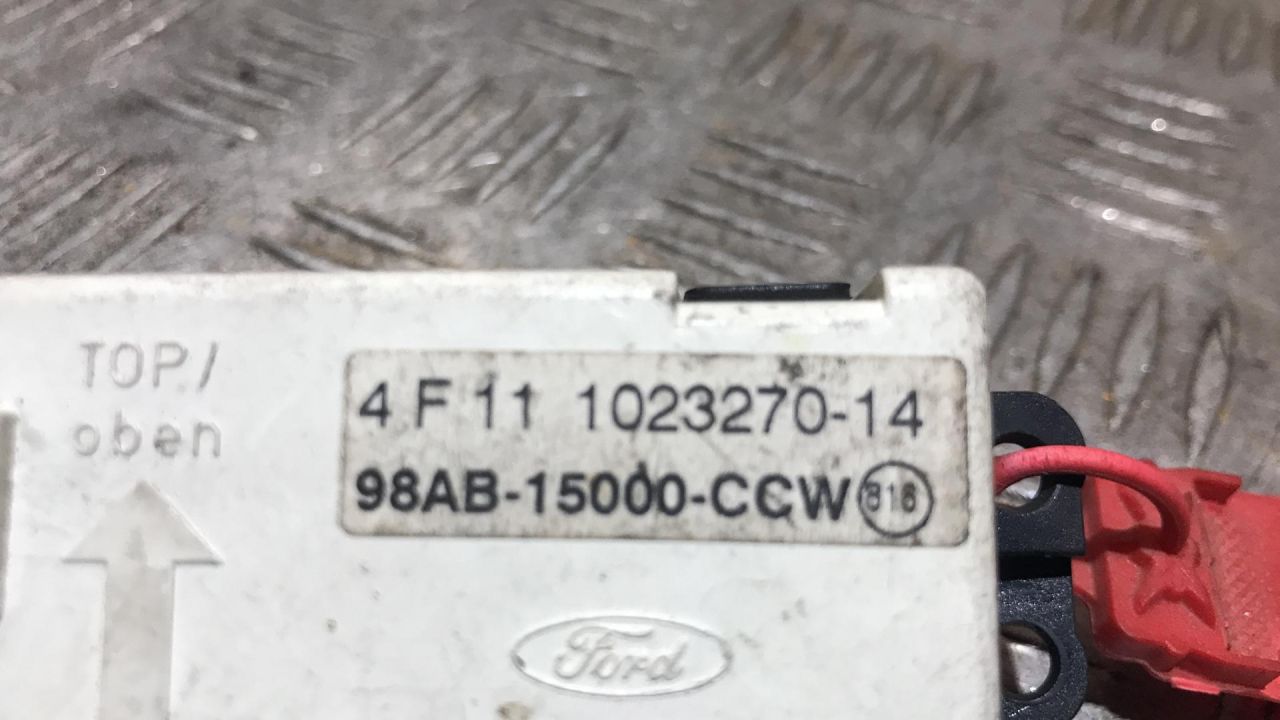 TOP/
oben
4 F 11 1023270-14
98AB-15000-CCW 818
Ford